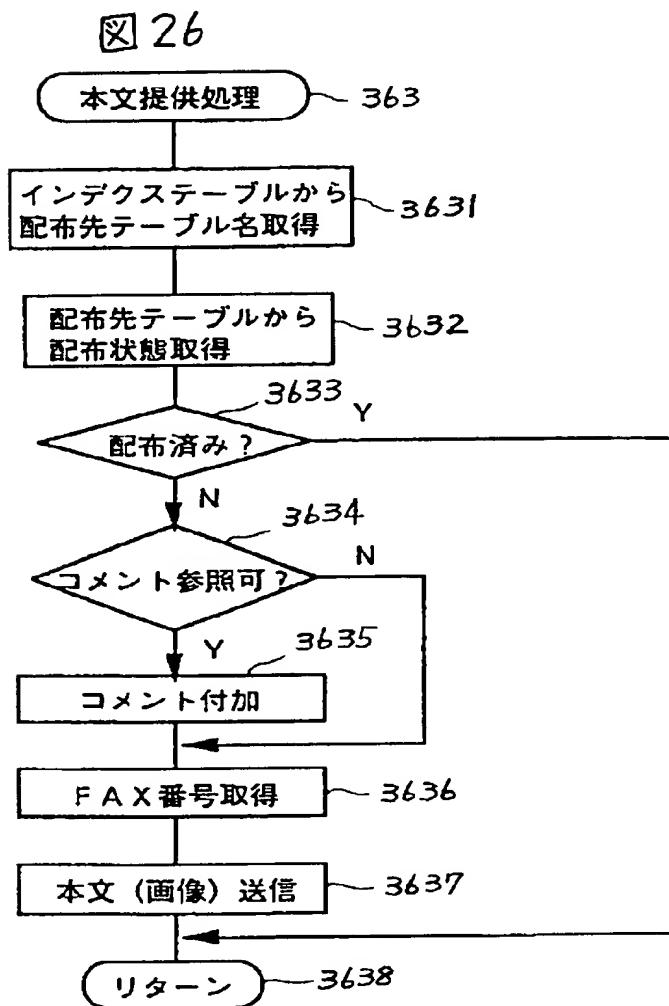 図26
本文提供処理 363
インデクステーブルから
配布先テーブル名取得 3631
配布先テーブルから
配布状態取得 3632
3633
配布済み? Y
N
3634
コメント参照可? N
Y
3635
コメント付加
FAX番号取得 3636
本文(画像)送信 3637
リターン 3638